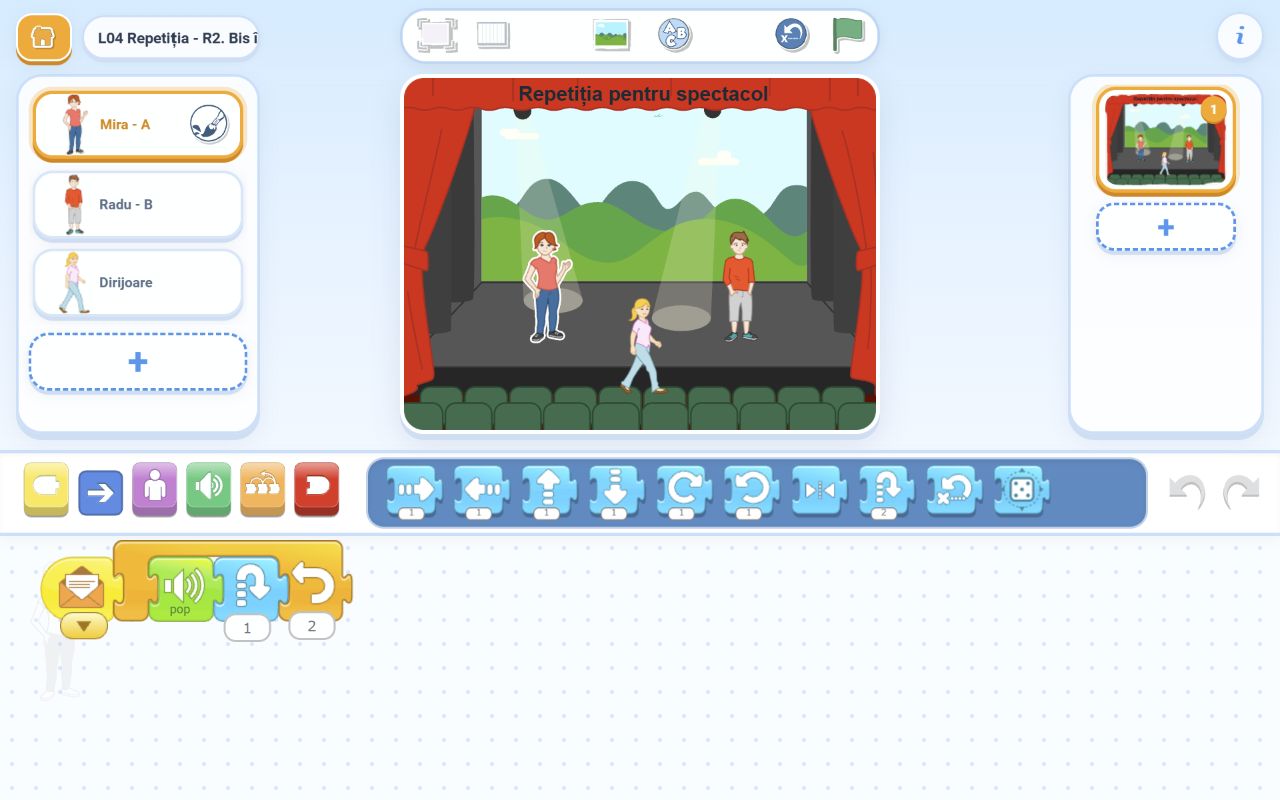 L04 Repetiția - R2. Bis î
A
B
C
x
i
Mira - A
Radu - B
Dirijoare
Repetiția pentru spectacol
1
1
1
1
1
1
1
2
x
pop
1
2